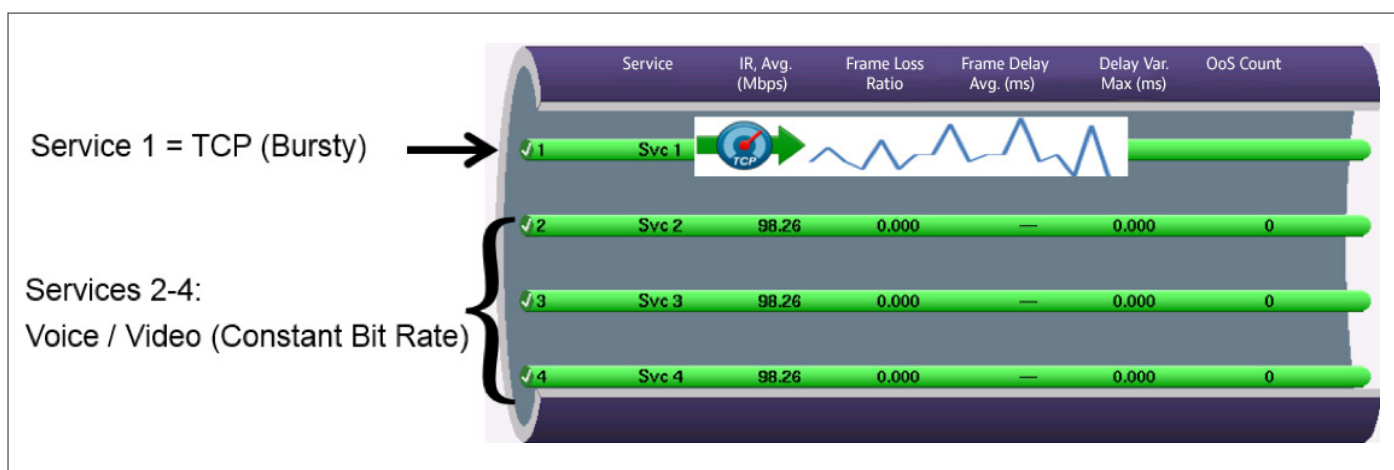 Service IR, Avg. (Mbps) Frame Loss Ratio Frame Delay Avg. (ms) Delay Var. Max (ms) OoS Count
Service 1 = TCP (Bursty)
1 Svc 1 TCP
2 Svc 2 98.26 0.000 — 0.000 0
Services 2-4:
Voice / Video (Constant Bit Rate)
3 Svc 3 98.26 0.000 — 0.000 0
4 Svc 4 98.26 0.000 — 0.000 0